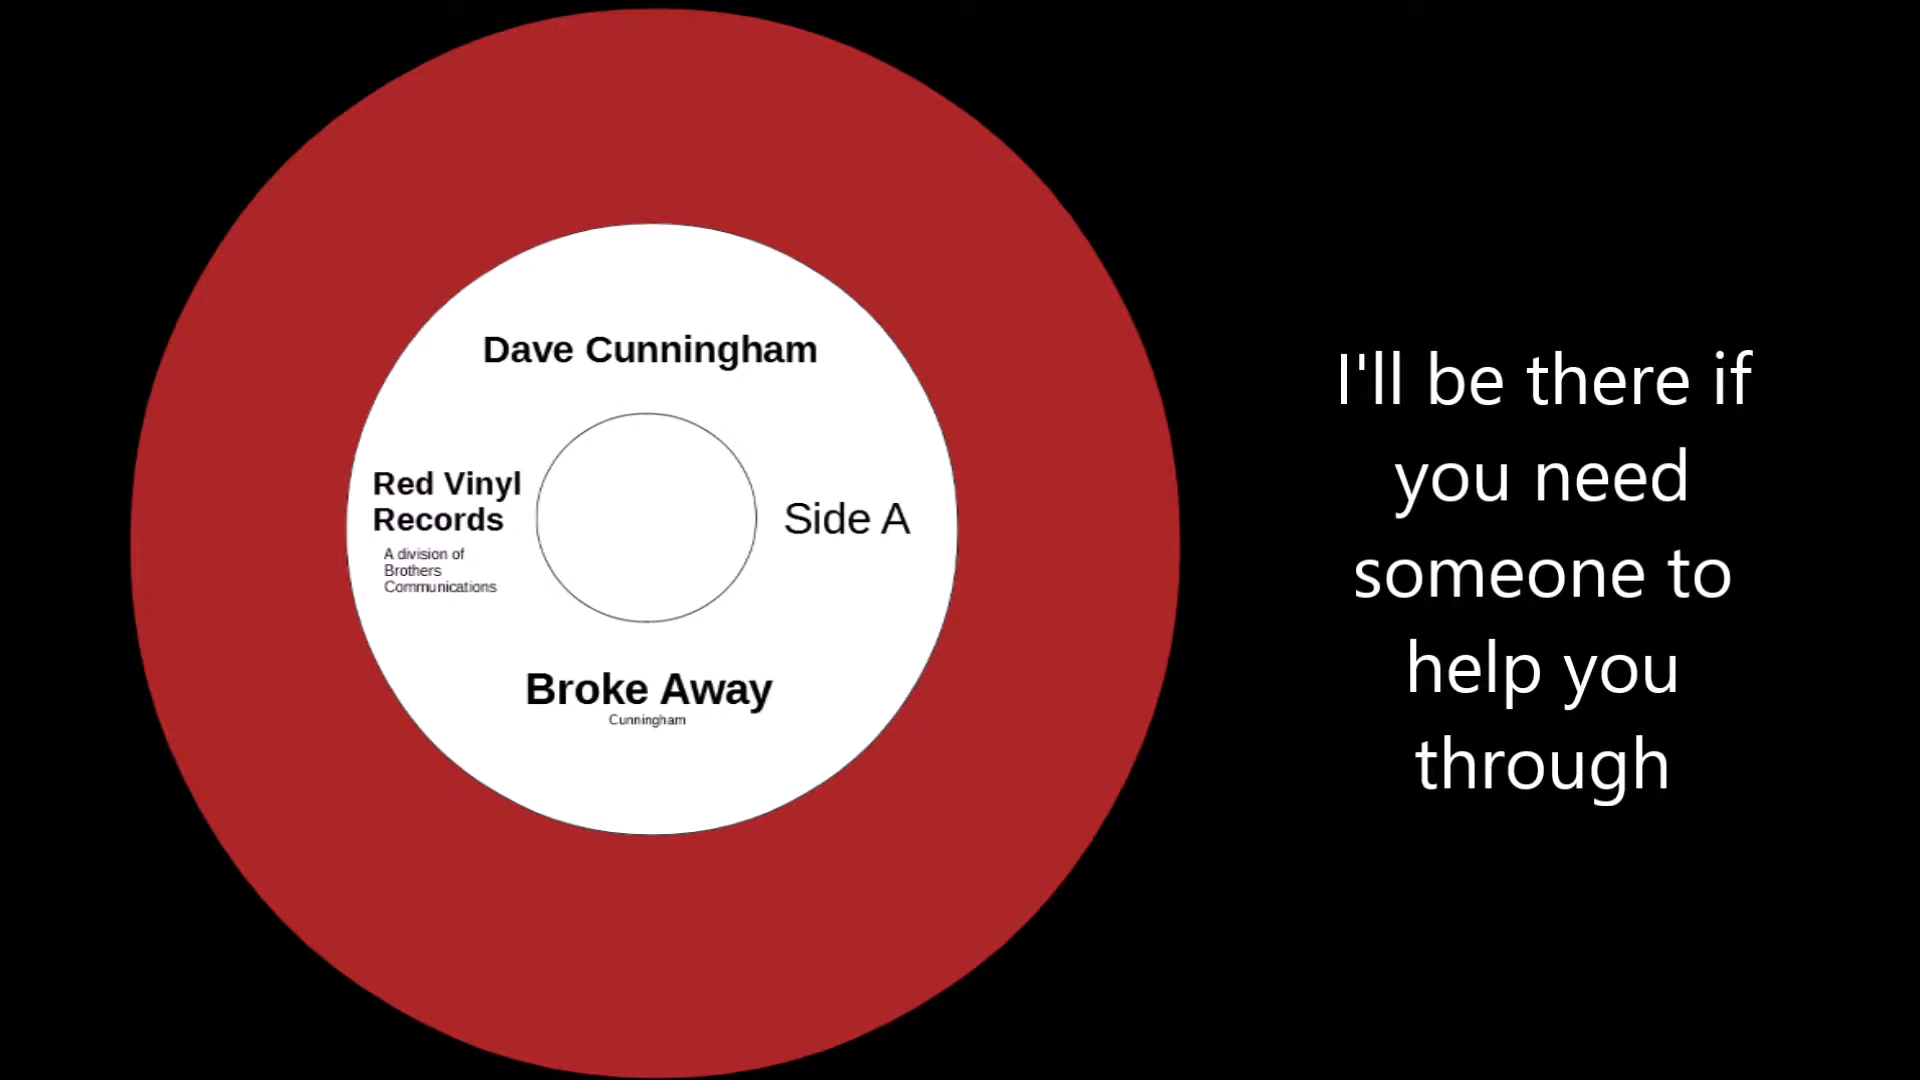 Dave Cunningham
Red Vinyl
Records
A division of
Brothers
Communications
Side A
Broke Away
Cunningham
I'll be there if
you need
someone to
help you
through